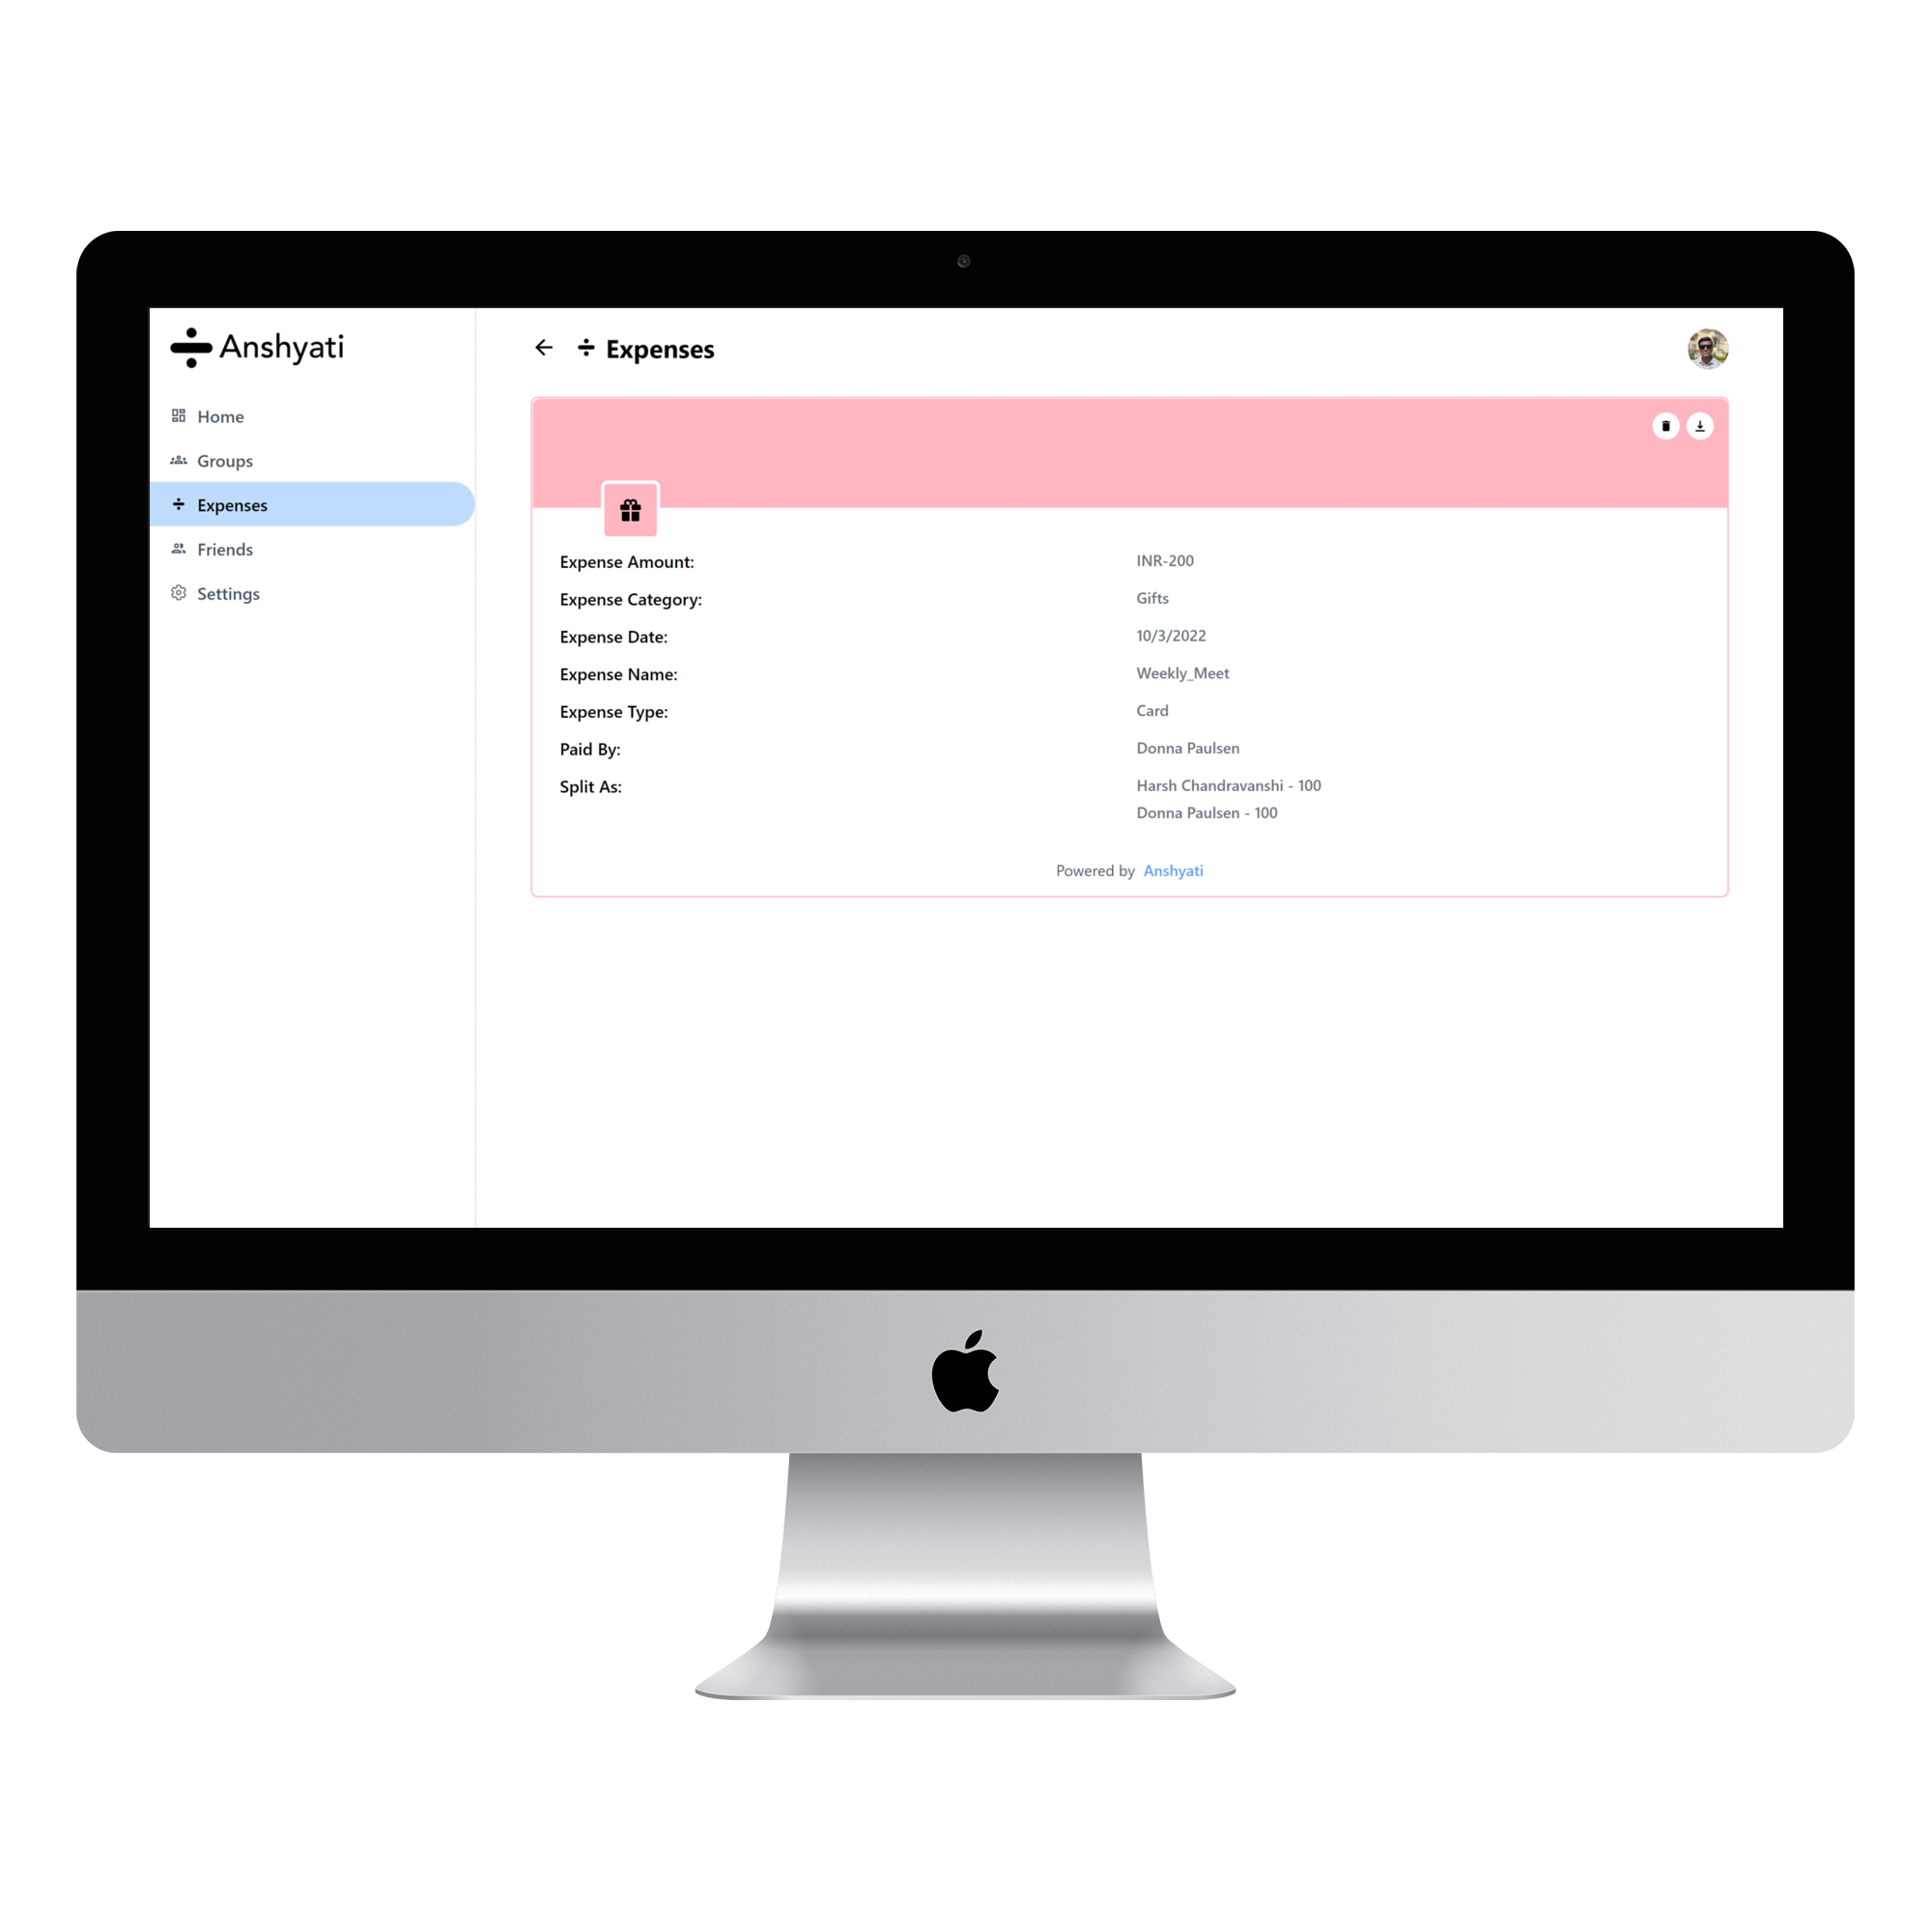 Anshyati
Home
Groups
Expenses
Friends
Settings
Expenses
Expense Amount: INR-200
Expense Category: Gifts
Expense Date: 10/3/2022
Expense Name: Weekly_Meet
Expense Type: Card
Paid By: Donna Paulsen
Split As: Harsh Chandravanshi - 100
Donna Paulsen - 100
Powered by Anshyati